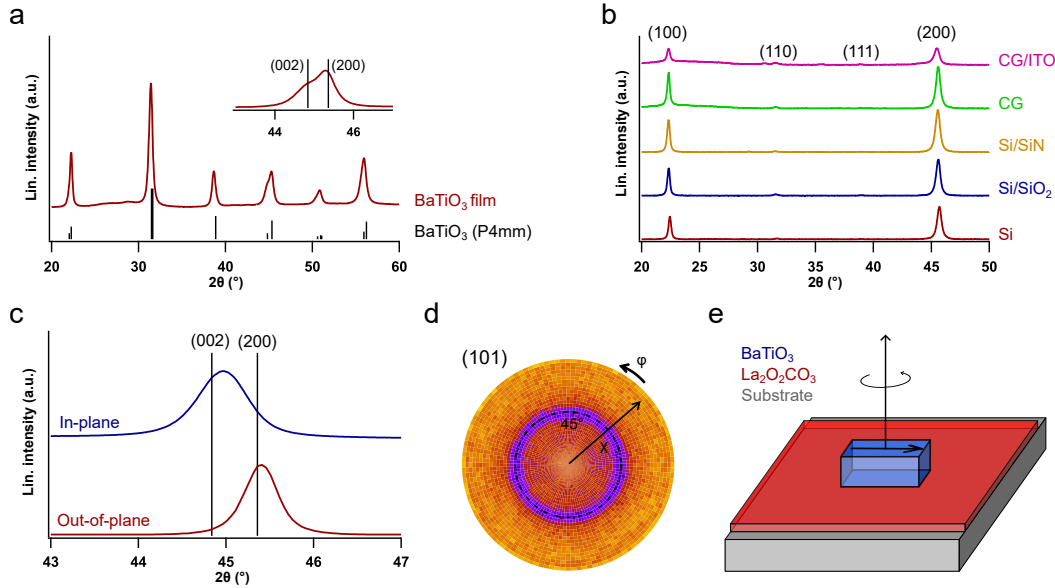 a
(002)
(200)
44
46
Lin. intensity (a.u.)
BaTiO₃ film
BaTiO₃ (P4mm)
20
30
40
50
60
2θ (°)
b
(100)
(110)
(111)
(200)
CG/ITO
CG
Si/SiN
Si/SiO₂
Si
Lin. intensity (a.u.)
20
25
30
35
40
45
50
2θ (°)
c
(002)
(200)
In-plane
Out-of-plane
Lin. intensity (a.u.)
43
44
45
46
47
2θ (°)
d
(101)
φ
45°
χ
e
BaTiO₃
La₂O₂CO₃
Substrate